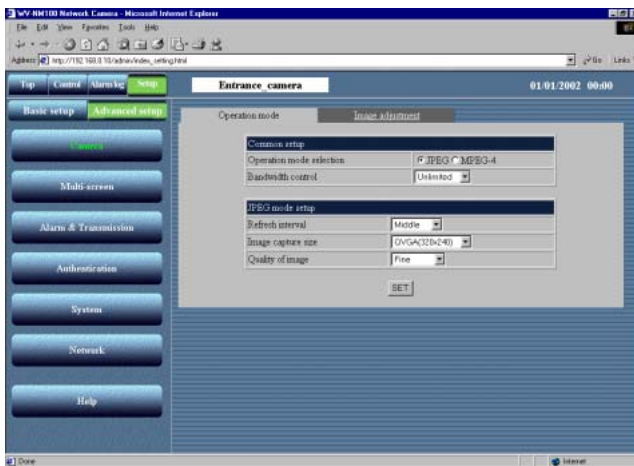 WV-NM100 Network Camera - Microsoft Internet Explorer
File Edit View Favorites Tools Help
Address http://192.168.0.10/admin/index_setting.html Go Links
Top Control Alarm log Setup
Entrance_camera 01/01/2002 00:00
Basic setup Advanced setup
Operation mode Image adjustment
Camera
Multi-screen
Alarm & Transmission
Authentication
System
Network
Help
Common setup
Operation mode selection JPEG MPEG-4
Bandwidth control Unlimited
JPEG mode setup
Refresh interval Middle
Image capture size QVGA(320x240)
Quality of image Fine
SET
Done Internet